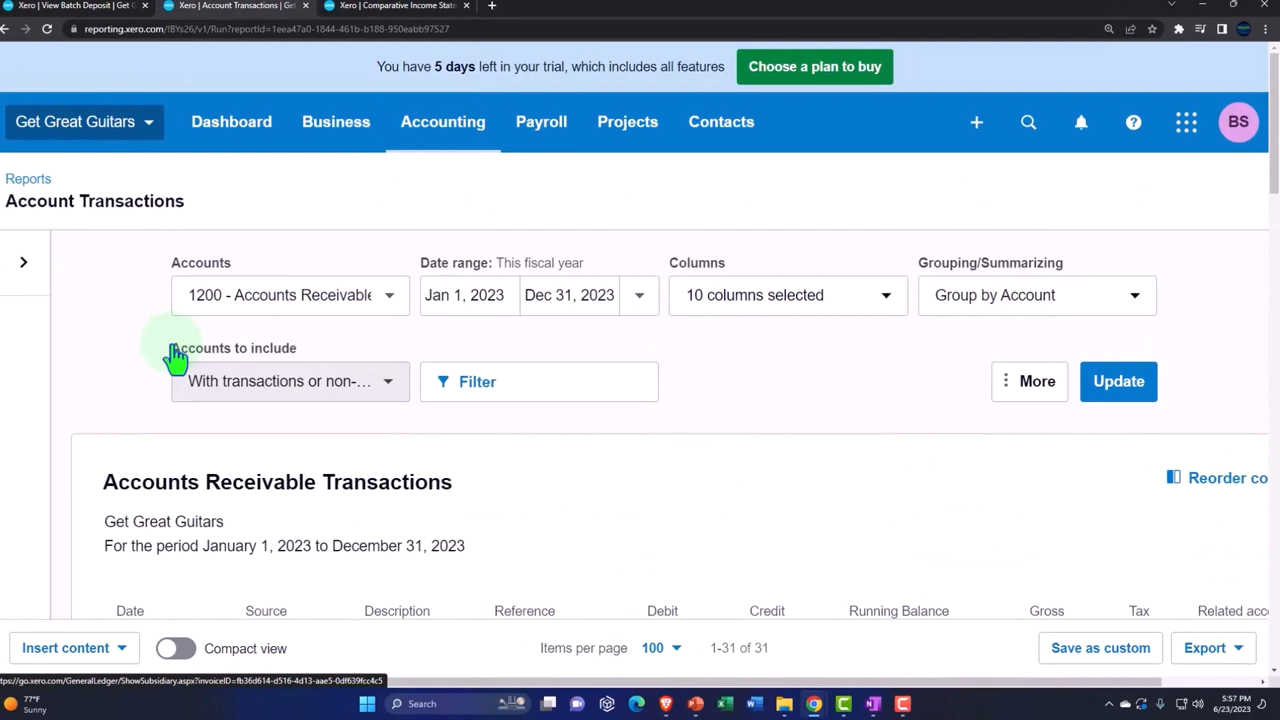 Xero | View Batch Deposit | Get G
Xero | Account Transactions | Get
Xero | Comparative Income State
reporting.xero.com/!8Ys26/v1/Run?reportId=1eea47a0-1844-461b-b188-950eabb97527
You have 5 days left in your trial, which includes all features
Choose a plan to buy
Get Great Guitars
Dashboard
Business
Accounting
Payroll
Projects
Contacts
BS
Reports
Account Transactions
Accounts
Date range: This fiscal year
Columns
Grouping/Summarizing
1200 - Accounts Receivable
Jan 1, 2023
Dec 31, 2023
10 columns selected
Group by Account
Accounts to include
With transactions or non-...
Filter
More
Update
Accounts Receivable Transactions
Reorder co
Get Great Guitars
For the period January 1, 2023 to December 31, 2023
Date
Source
Description
Reference
Debit
Credit
Running Balance
Gross
Tax
Related acc
Insert content
Compact view
Items per page
100
1-31 of 31
Save as custom
Export
ttps://go.xero.com/GeneralLedger/ShowSubsidiary.aspx?invoiceID=fb36d614-d516-4d13-aae5-0df639fcc4c5
77°F
Sunny
Search
5:57 PM
6/23/2023